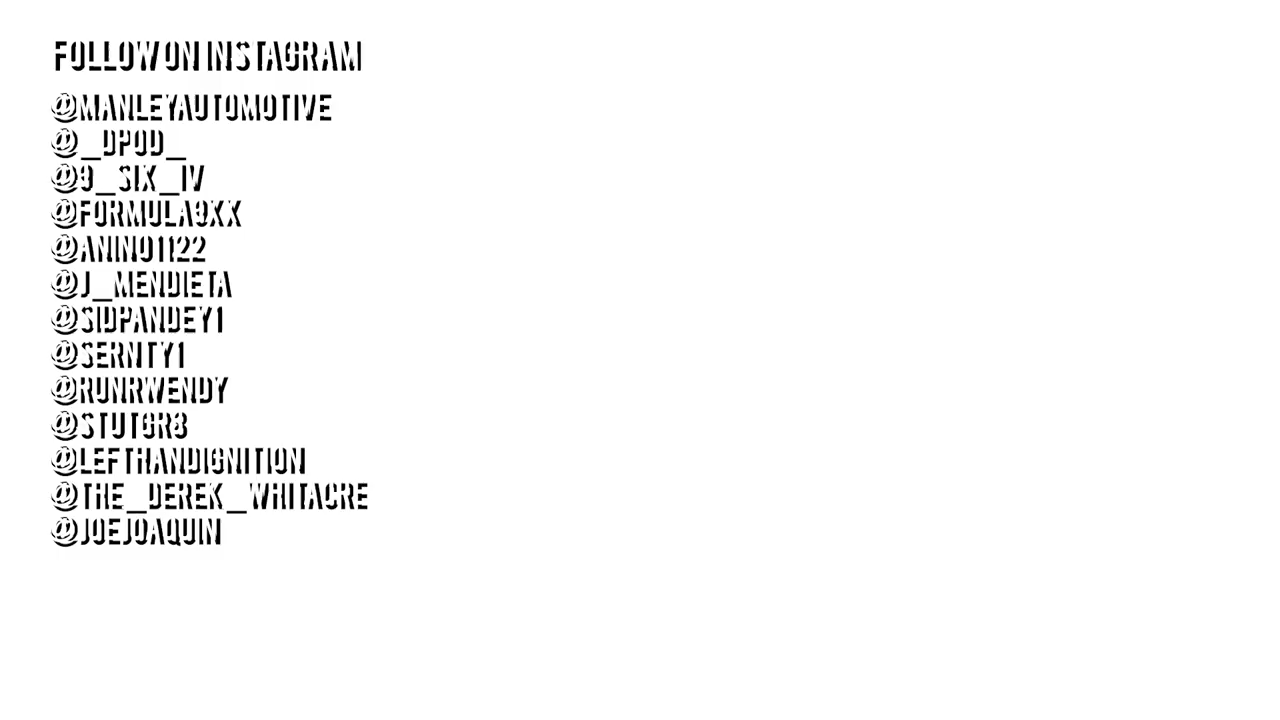 FOLLOW ON INSTAGRAM
@MANLEYAUTOMOTIVE
@_DPOD_
@9_SIX_IV
@FORMULA9XX
@ANINO1122
@J_MENDIETA
@SIDPANDEY1
@SERNITY1
@RUNRWENDY
@STUTGR8
@LEFTHANDIGNITION
@THE_DEREK_WHITACRE
@JOEJOAQUIN